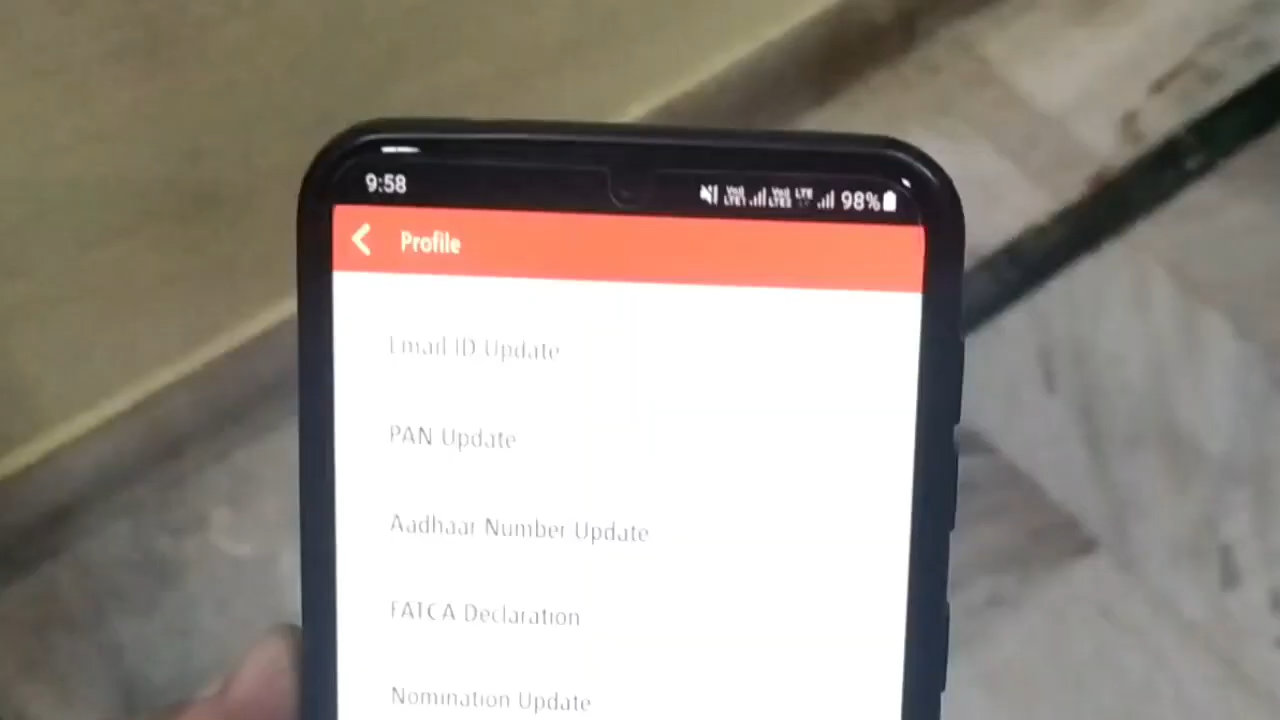 9:58
98%
Profile
Email ID Update
PAN Update
Aadhaar Number Update
FATCA Declaration
Nomination Update